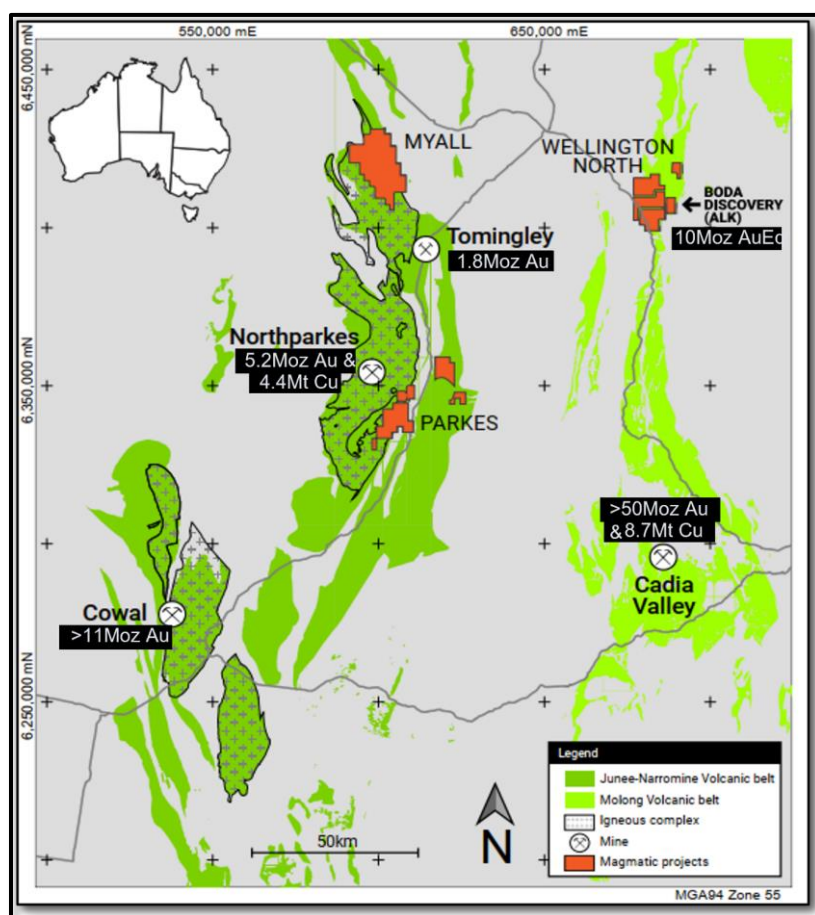 550,000 mE
650,000 mE
6,450,000 mN
MYALL
WELLINGTON
NORTH
BODA
DISCOVERY
(ALK)
10Moz AuEq
Tomingley
1.8Moz Au
Northparkes
5.2Moz Au &
4.4Mt Cu
6,350,000 mN
PARKES
>50Moz Au
& 8.7Mt Cu
Cadia
Valley
Cowal
>11Moz Au
6,250,000 mN
Legend
Junee-Narromine Volcanic belt
Molong Volcanic belt
Igneous complex
Mine
Magmatic projects
N
50km
MGA94 Zone 55